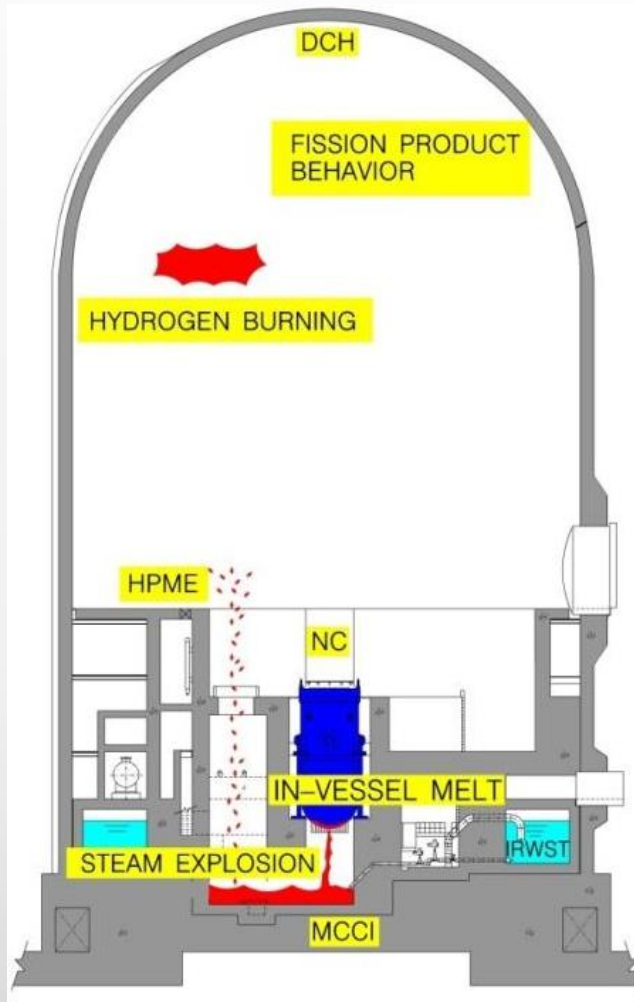 DCH
FISSION PRODUCT
BEHAVIOR
HYDROGEN BURNING
HPME
NC
IN-VESSEL MELT
STEAM EXPLOSION
IRWST
MCCI